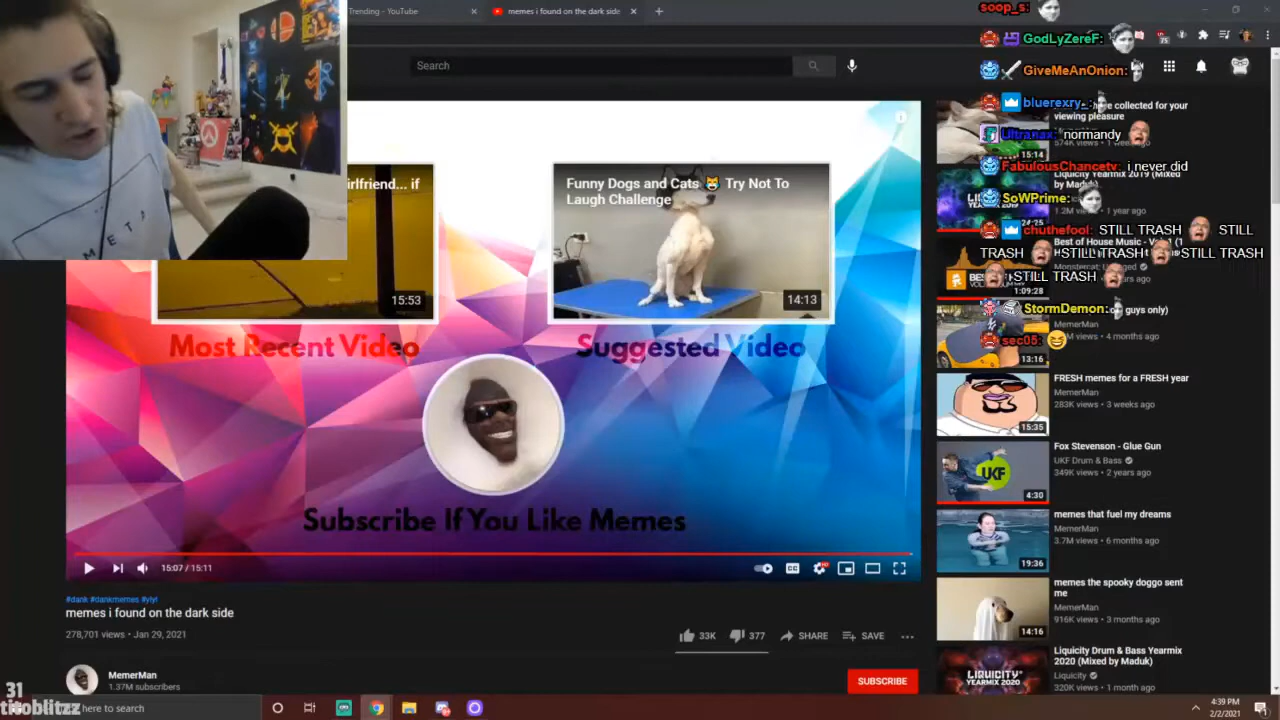 Trending - YouTube
memes i found on the dark side
Search
irlfriend... if
15:53
Funny Dogs and Cats 😹 Try Not To
Laugh Challenge
14:13
Most Recent Video
Suggested Video
Subscribe If You Like Memes
15:07 / 15:11
#dank #dankmemes #ylyl
memes i found on the dark side
278,701 views • Jan 29, 2021
33K
377
SHARE
SAVE
MemerMan
1.37M subscribers
SUBSCRIBE
soop_s:
GodLyZereF:
GiveMeAnOnion:
bluerexry_:
Ultranax: normandy
FabulousChancetv: i never did
SoWPrime:
chuthefool: STILL TRASH STILL
TRASH STILL TRASH STILL TRASH
STILL TRASH
StormDemon:
sec05: 😆
collected for your
viewing pleasure
574K views • 1 week
15:14
Liquicity Yearmix 2019 (Mixed
by Maduk)
1.2M views • 1 year ago
Best of House Music
1:09:28
guys only)
MemerMan
4 months ago
13:16
FRESH memes for a FRESH year
MemerMan
283K views • 3 weeks ago
15:35
Fox Stevenson - Glue Gun
UKF Drum & Bass
349K views • 2 years ago
UKF
4:30
memes that fuel my dreams
MemerMan
3.7M views • 6 months ago
19:36
memes the spooky doggo sent
me
MemerMan
916K views • 3 months ago
14:16
Liquicity Drum & Bass Yearmix
2020 (Mixed by Maduk)
Liquicity
320K views • 1 month ago
LIQUICITY
YEARMIX 2020
31
here to search
4:39 PM
2/2/2021